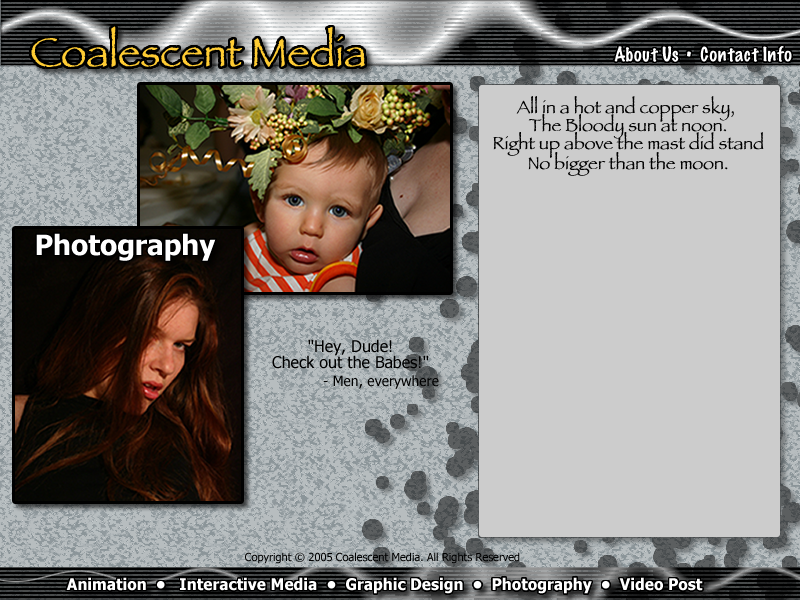 Coalescent Media
About Us • Contact Info
Photography
All in a hot and copper sky,
The Bloody sun at noon.
Right up above the mast did stand
No bigger than the moon.
"Hey, Dude!
Check out the Babes!"
- Men, everywhere
Copyright © 2005 Coalescent Media. All Rights Reserved
Animation • Interactive Media • Graphic Design • Photography • Video Post